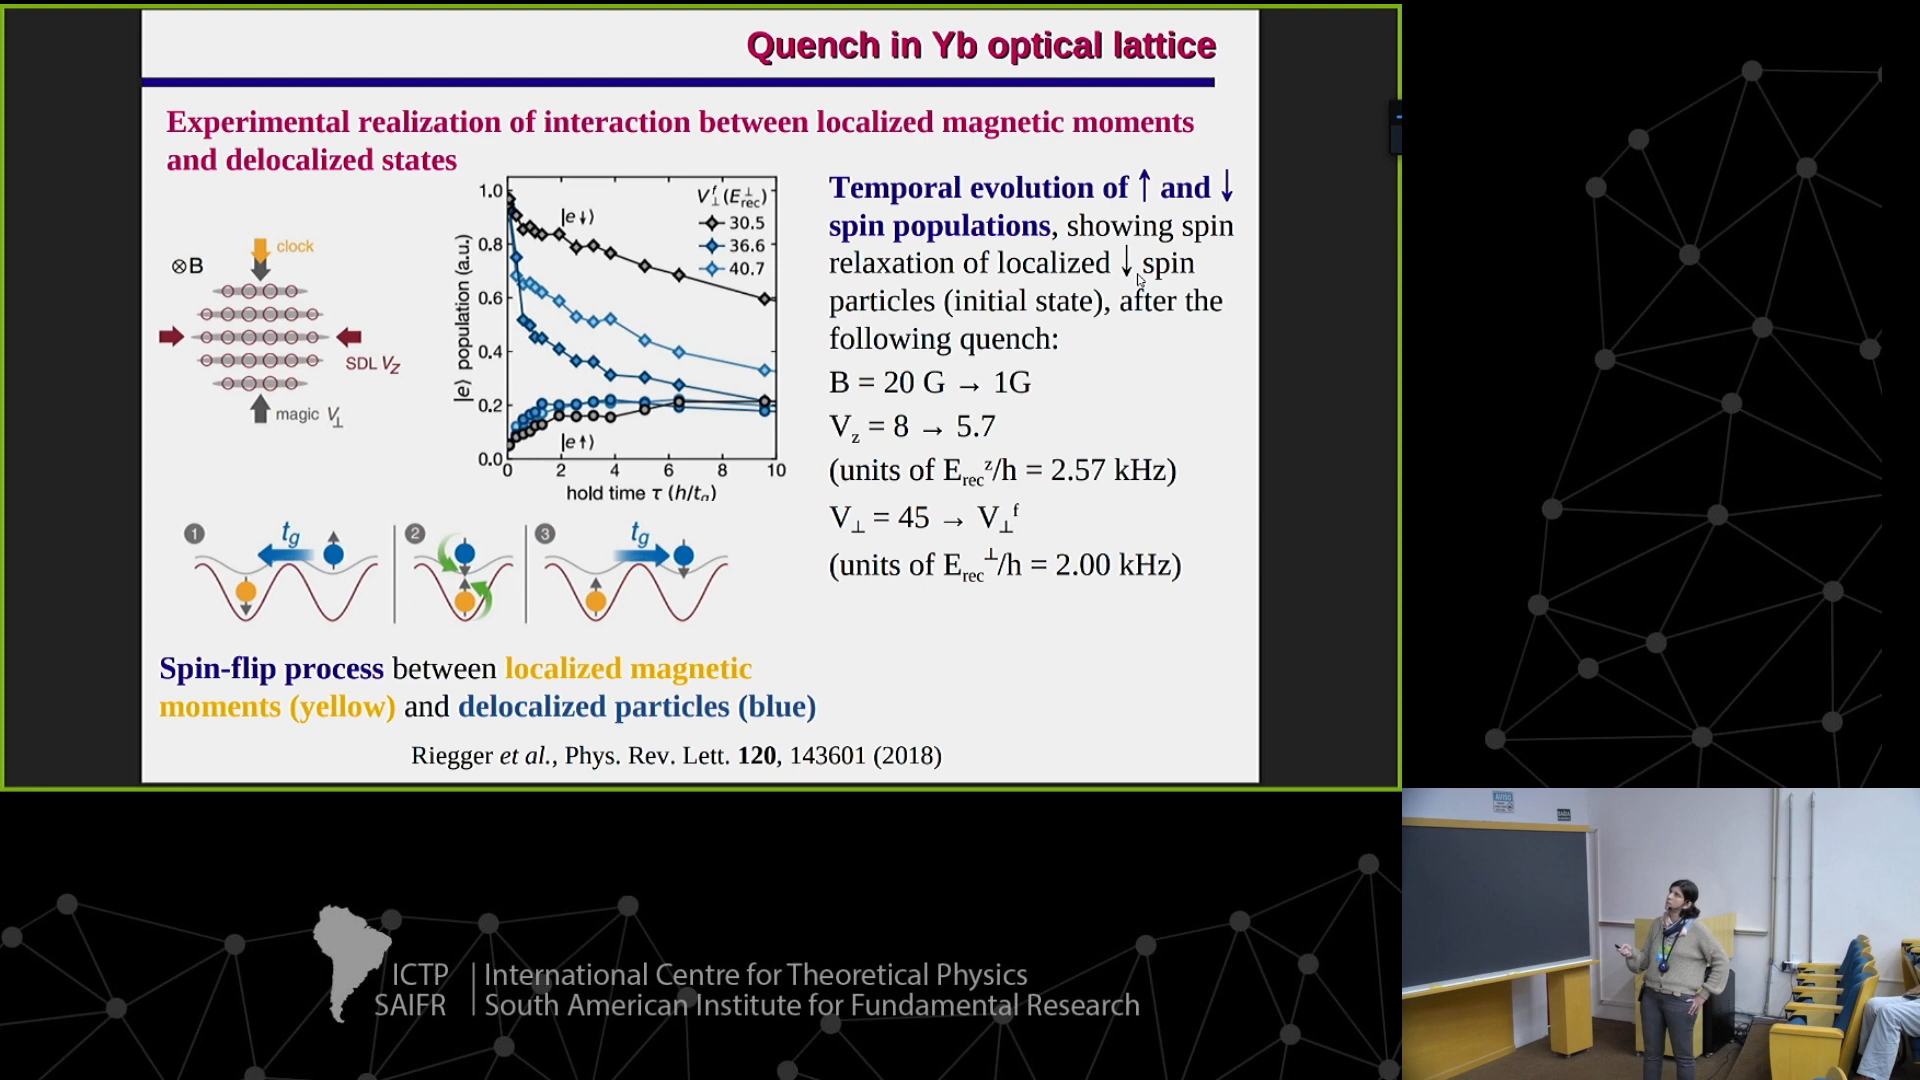 Quench in Yb optical lattice
Experimental realization of interaction between localized magnetic moments
and delocalized states
clock
⊗B
SDL V_Z
magic V_⊥
|e⟩ population (a.u.)
1.0
0.8
0.6
0.4
0.2
0.0
0 2 4 6 8 10
hold time τ (h/t_g)
|e↓⟩
|e↑⟩
V_⊥^f (E_rec^⊥)
30.5
36.6
40.7
Temporal evolution of ↑ and ↓
spin populations, showing spin
relaxation of localized ↓ spin
particles (initial state), after the
following quench:
B = 20 G → 1G
V_z = 8 → 5.7
(units of E_rec^z/h = 2.57 kHz)
V_⊥ = 45 → V_⊥^f
(units of E_rec^⊥/h = 2.00 kHz)
1 t_g
2
3 t_g
Spin-flip process between localized magnetic
moments (yellow) and delocalized particles (blue)
Riegger et al., Phys. Rev. Lett. 120, 143601 (2018)
ICTP | International Centre for Theoretical Physics
SAIFR | South American Institute for Fundamental Research